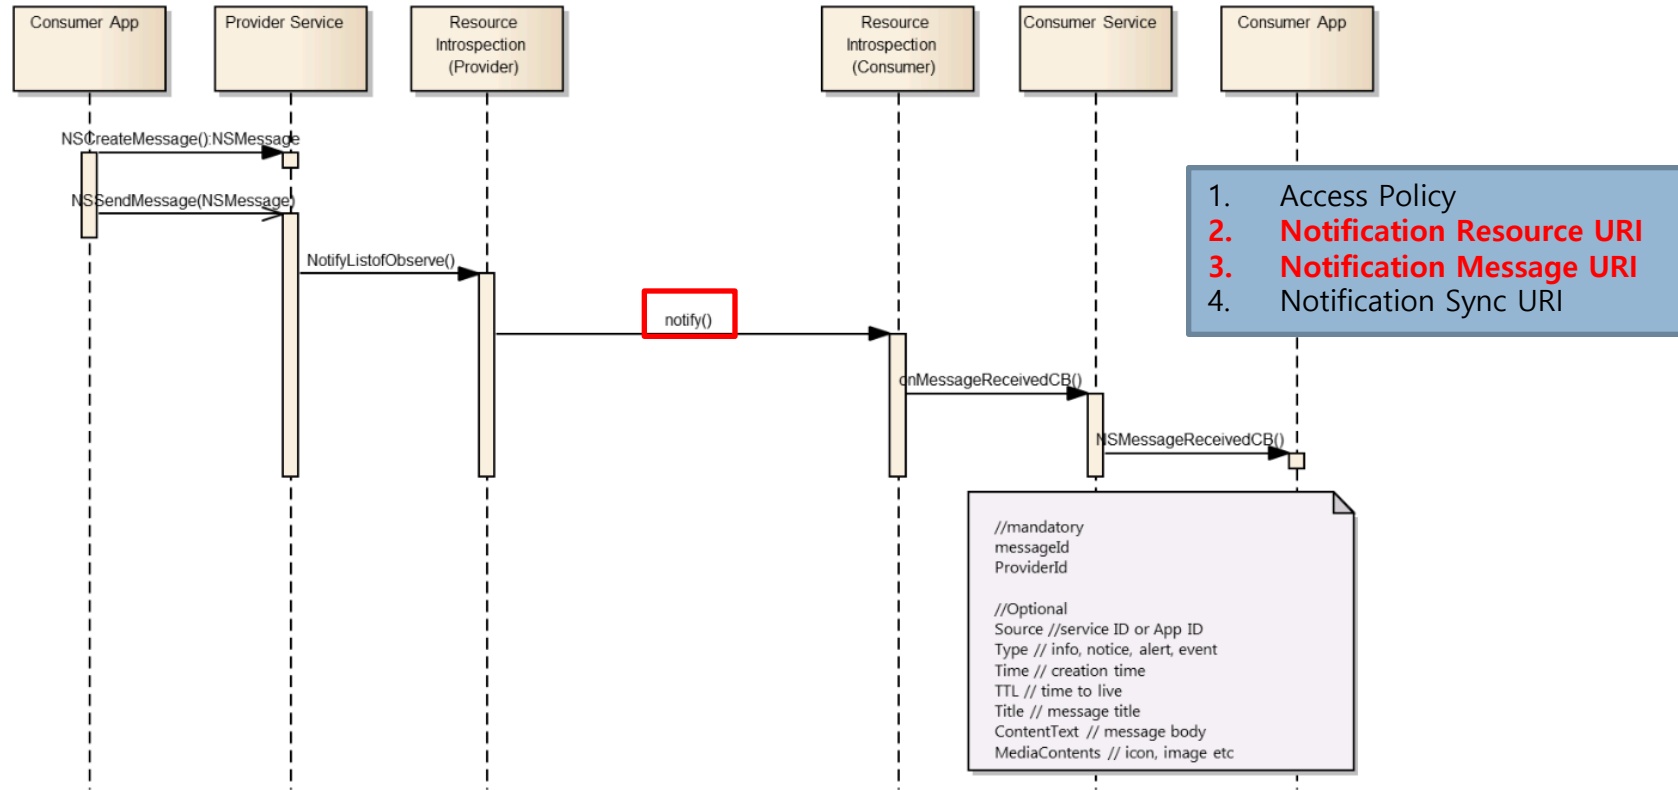 Consumer App
Provider Service
Resource
Introspection
(Provider)
Resource
Introspection
(Consumer)
Consumer Service
Consumer App
NSCreateMessage():NSMessage
NSSendMessage(NSMessage)
NotifyListofObserve()
notify()
onMessageReceivedCB()
NSMessageReceivedCB()
1. Access Policy
2. Notification Resource URI
3. Notification Message URI
4. Notification Sync URI
//mandatory
messageId
ProviderId
//Optional
Source //service ID or App ID
Type // info, notice, alert, event
Time // creation time
TTL // time to live
Title // message title
ContentText // message body
MediaContents // icon, image etc